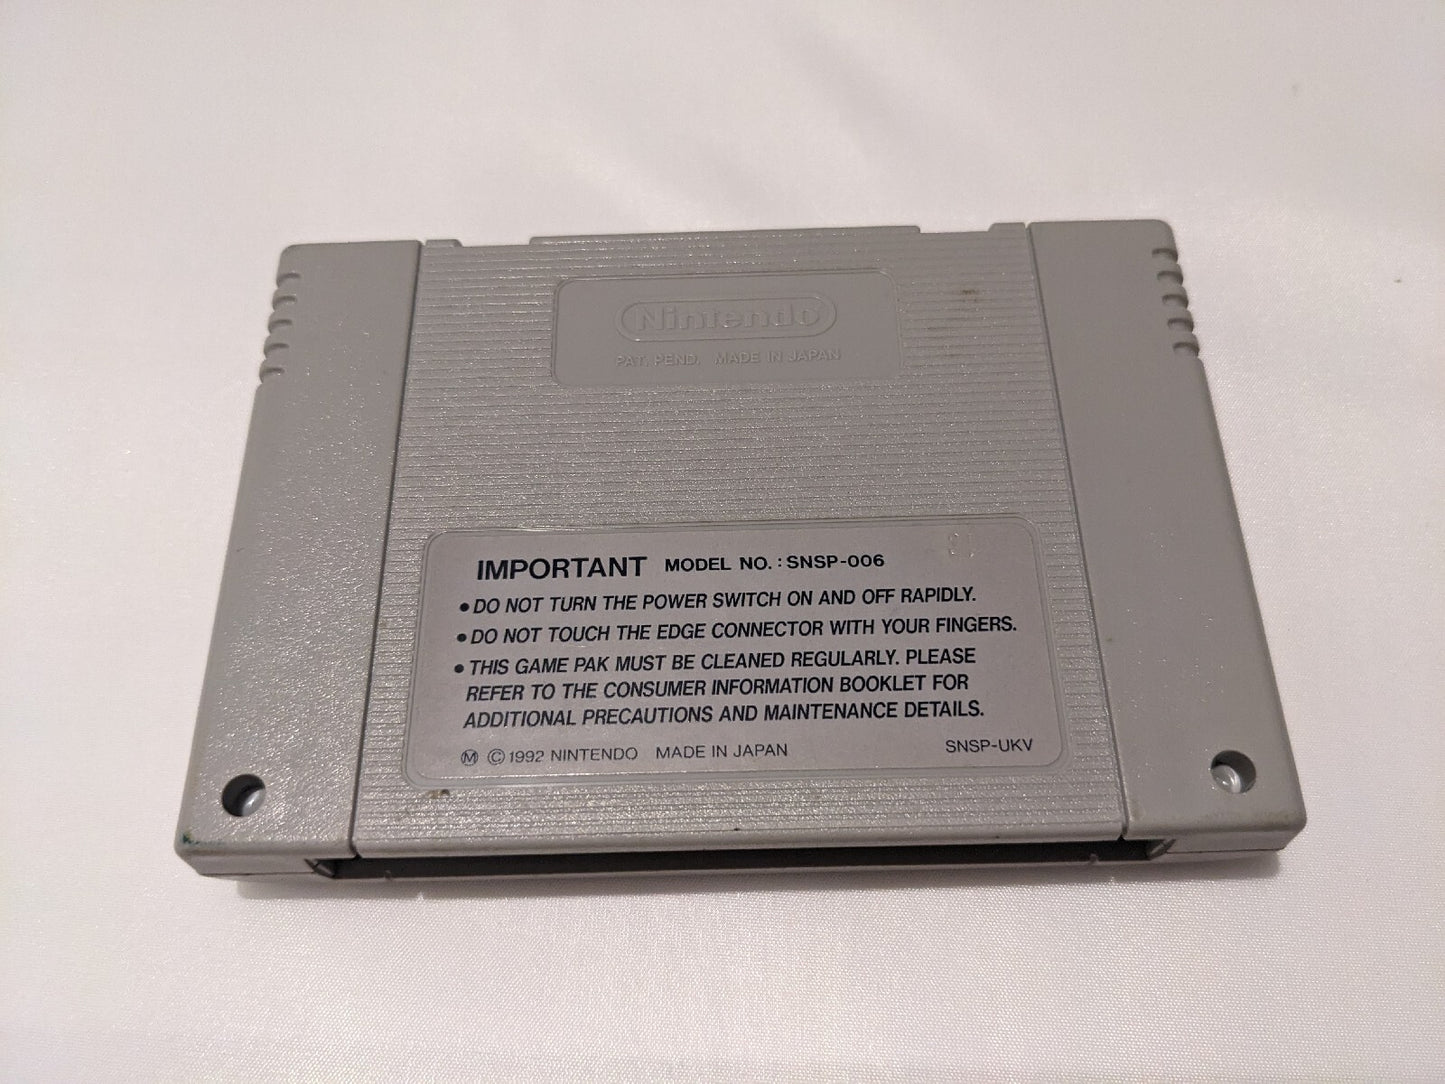 Nintendo
PAT. PEND. MADE IN JAPAN
13
IMPORTANT MODEL NO. : SNSP-006
• DO NOT TURN THE POWER SWITCH ON AND OFF RAPIDLY.
• DO NOT TOUCH THE EDGE CONNECTOR WITH YOUR FINGERS.
• THIS GAME PAK MUST BE CLEANED REGULARLY. PLEASE
REFER TO THE CONSUMER INFORMATION BOOKLET FOR
ADDITIONAL PRECAUTIONS AND MAINTENANCE DETAILS.
Ⓜ ©1992 NINTENDO MADE IN JAPAN SNSP-UKV